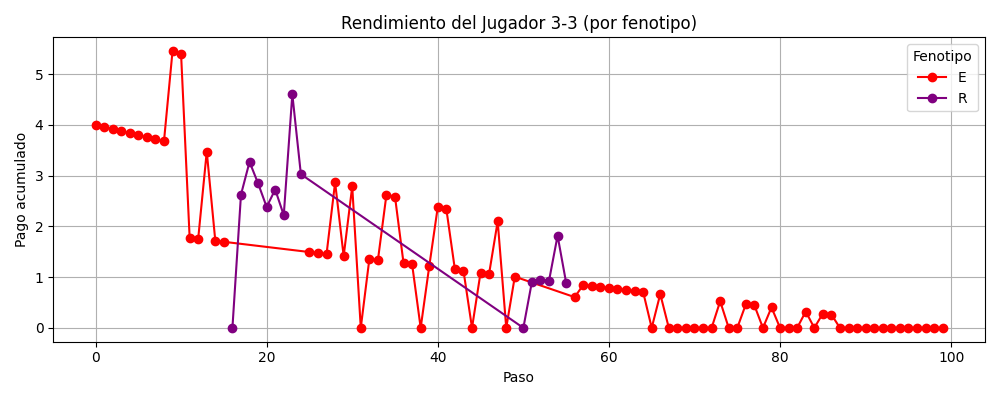 Rendimiento del Jugador 3-3 (por fenotipo)
Pago acumulado
5
4
3
2
1
0
Fenotipo
E
R
0 20 40 60 80 100
Paso